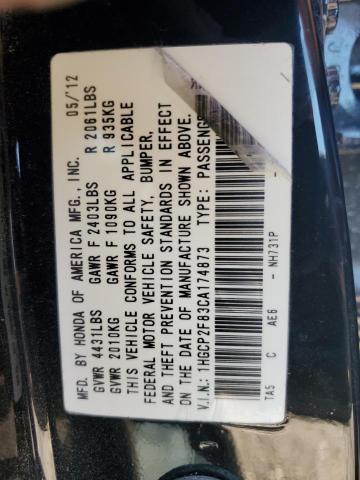 MFD. BY HONDA OF AMERICA MFG., INC. 05/'12
GVWR 4431LBS GAWR F 2403LBS R 2061LBS
GVWR 2010KG GAWR F 1090KG R 935KG
THIS VEHICLE CONFORMS TO ALL APPLICABLE
FEDERAL MOTOR VEHICLE SAFETY, BUMPER,
AND THEFT PREVENTION STANDARDS IN EFFECT
ON THE DATE OF MANUFACTURE SHOWN ABOVE.
V.I.N.: 1HGCP2F83CA174873 TYPE: PASSENG
TA5 C AE6 - NH731P